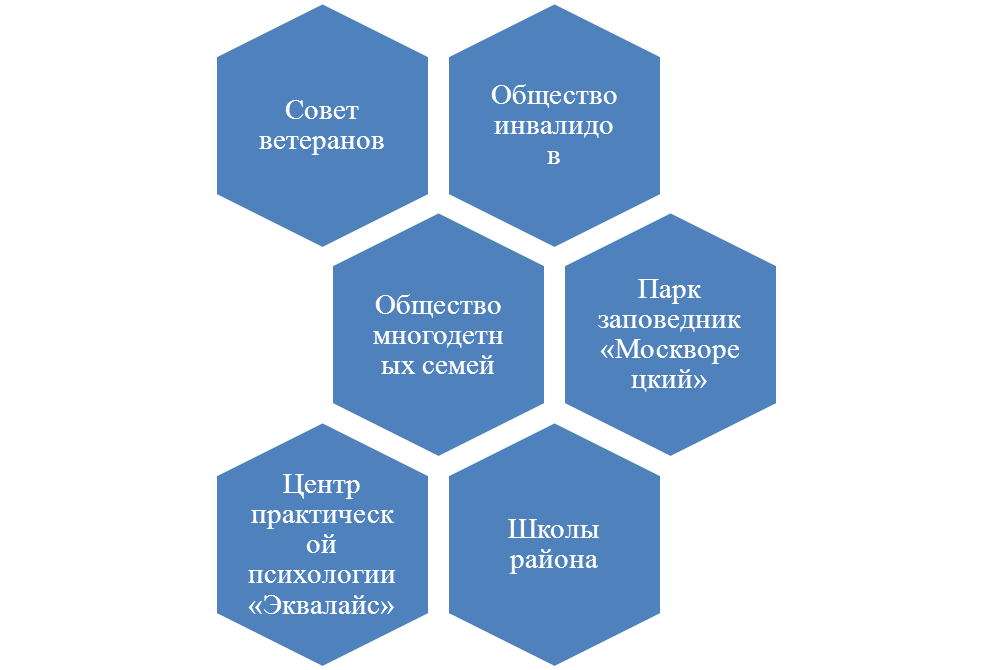 Совет
ветеранов
Общество
инвалидо
в
Общество
многодетн
ых семей
Парк
заповедник
«Москворе
цкий»
Центр
практическ
ой
психологии
«Эквалайс»
Школы
района